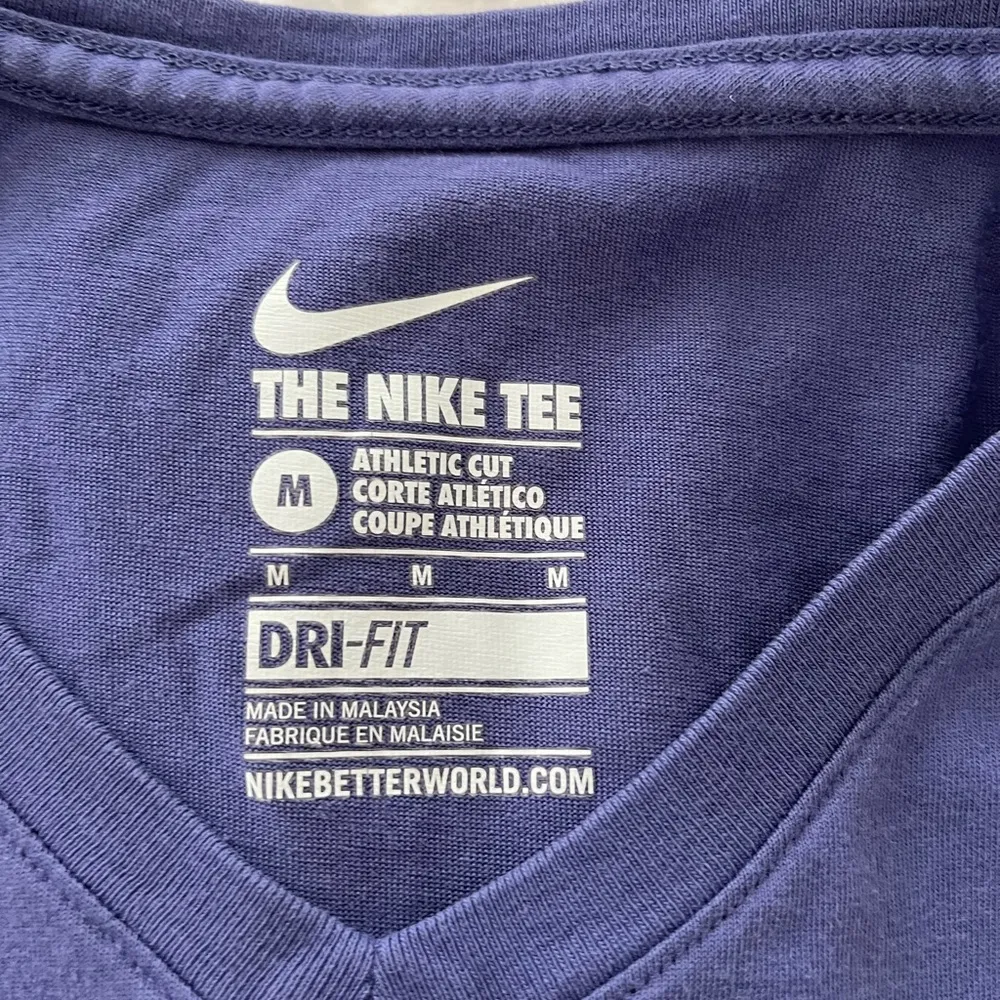 THE NIKE TEE
M
ATHLETIC CUT
CORTE ATLÉTICO
COUPE ATHLÉTIQUE
M M M
DRI-FIT
MADE IN MALAYSIA
FABRIQUE EN MALAISIE
NIKEBETTERWORLD.COM